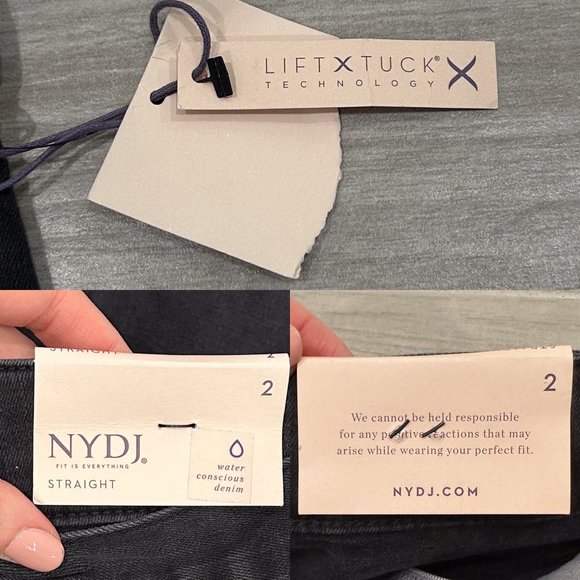 LIFT X TUCK®
TECHNOLOGY
STRAIGHT
2
2
NYDJ®
FIT IS EVERYTHING
STRAIGHT
water
conscious
denim
2
We cannot be held responsible
for any positive reactions that may
arise while wearing your perfect fit.
NYDJ.COM